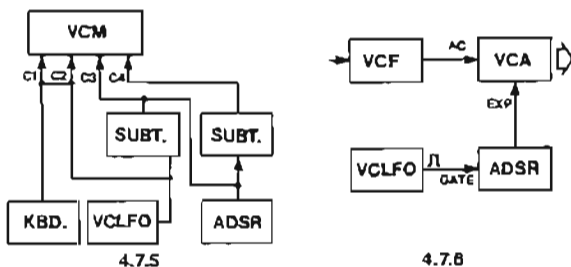 VCM
C1 C2 C3 C4
SUBT. SUBT.
KBD. VCLFO ADSR
4.7.5
VCF AC VCA
EXP
VCLFO GATE ADSR
4.7.6